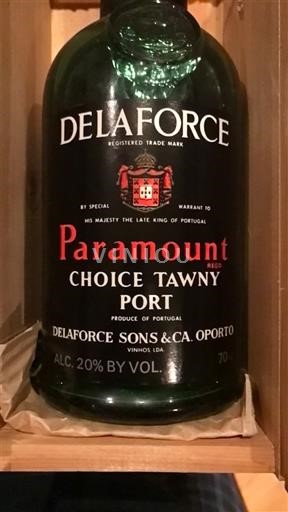 DELAFORCE
REGISTERED TRADE MARK
BY SPECIAL WARRANT TO
HIS MAJESTY THE LATE KING OF PORTUGAL
Paramount
REGD
VINIOU
CHOICE TAWNY
PORT
PRODUCE OF PORTUGAL
DELAFORCE SONS & CA. OPORTO
VINHOS, LDA.
ALC. 20% BY VOL. 70